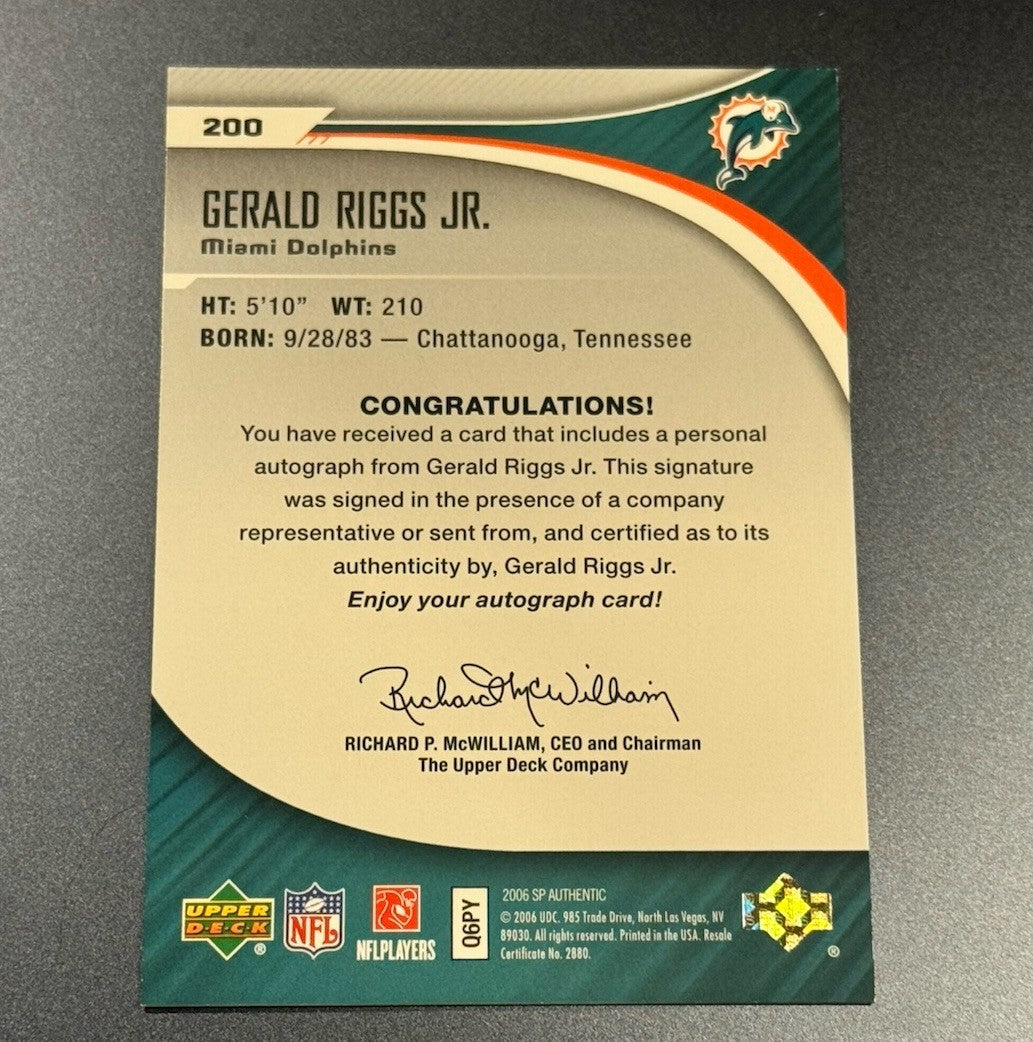 200
GERALD RIGGS JR.
Miami Dolphins
HT: 5'10" WT: 210
BORN: 9/28/83 — Chattanooga, Tennessee
CONGRATULATIONS!
You have received a card that includes a personal
autograph from Gerald Riggs Jr. This signature
was signed in the presence of a company
representative or sent from, and certified as to its
authenticity by, Gerald Riggs Jr.
Enjoy your autograph card!
Richard McWilliam
RICHARD P. McWILLIAM, CEO and Chairman
The Upper Deck Company
UPPER
D·E·C·K
®
NFL
NFLPLAYERS
Q6PY
2006 SP AUTHENTIC
© 2006 UDC. 985 Trade Drive, North Las Vegas, NV
89030. All rights reserved. Printed in the USA. Resale
Certificate No. 2880.
®